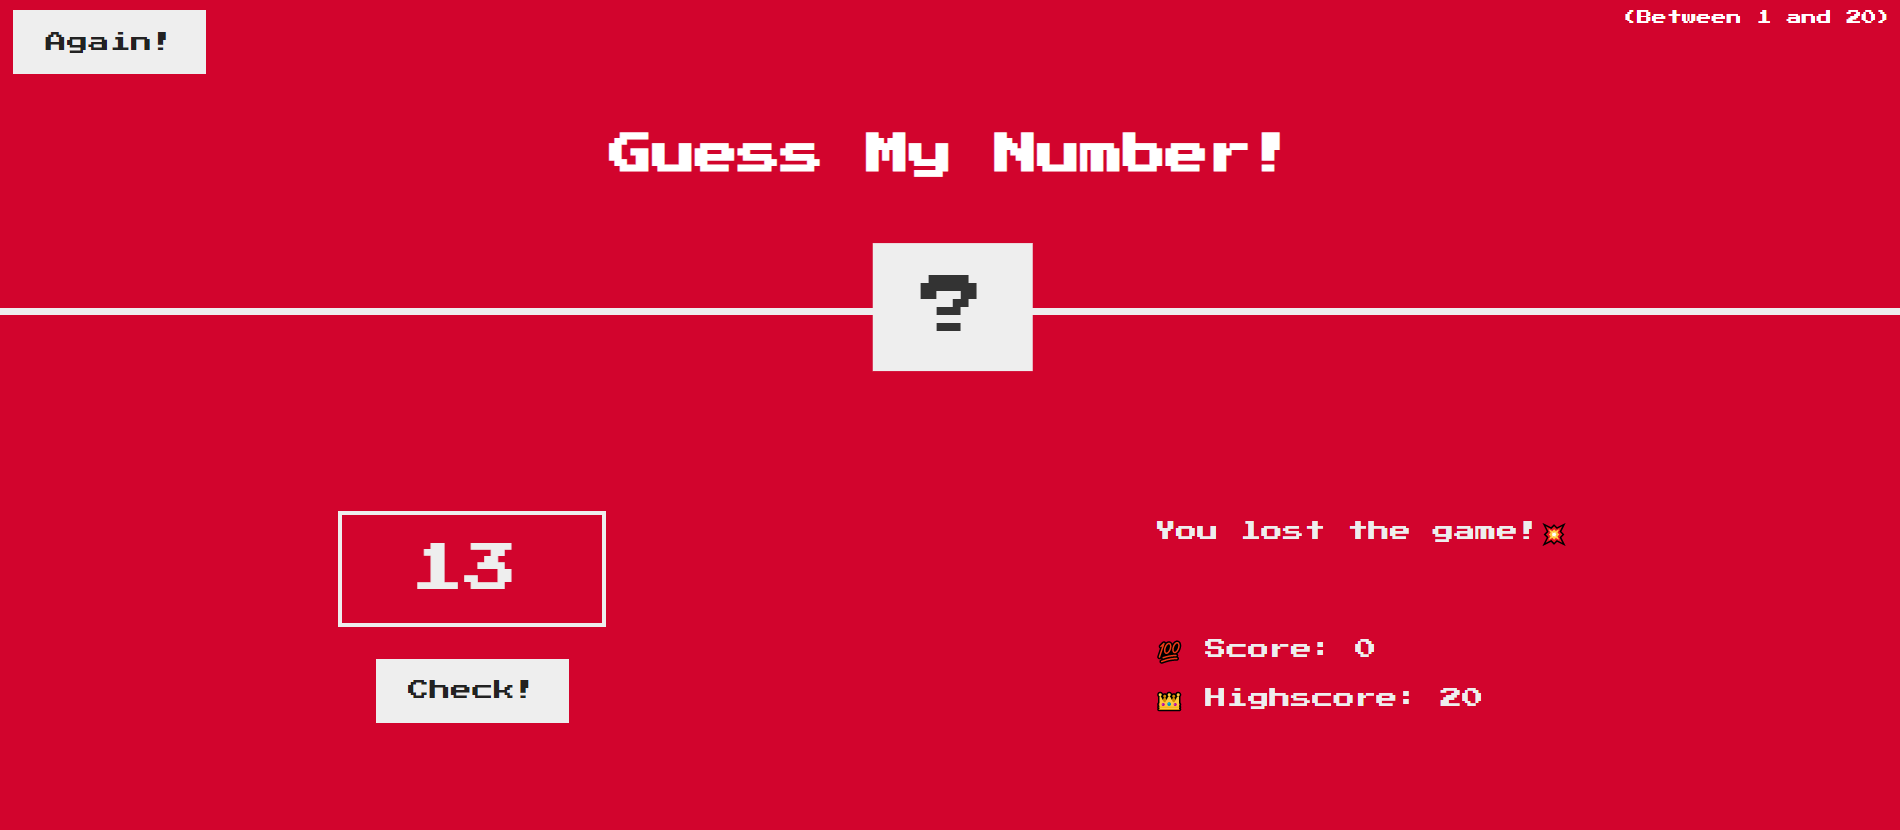 Again!
(Between 1 and 20)
Guess My Number!
?
13
Check!
You lost the game!💥
💯 Score: 0
👑 Highscore: 20